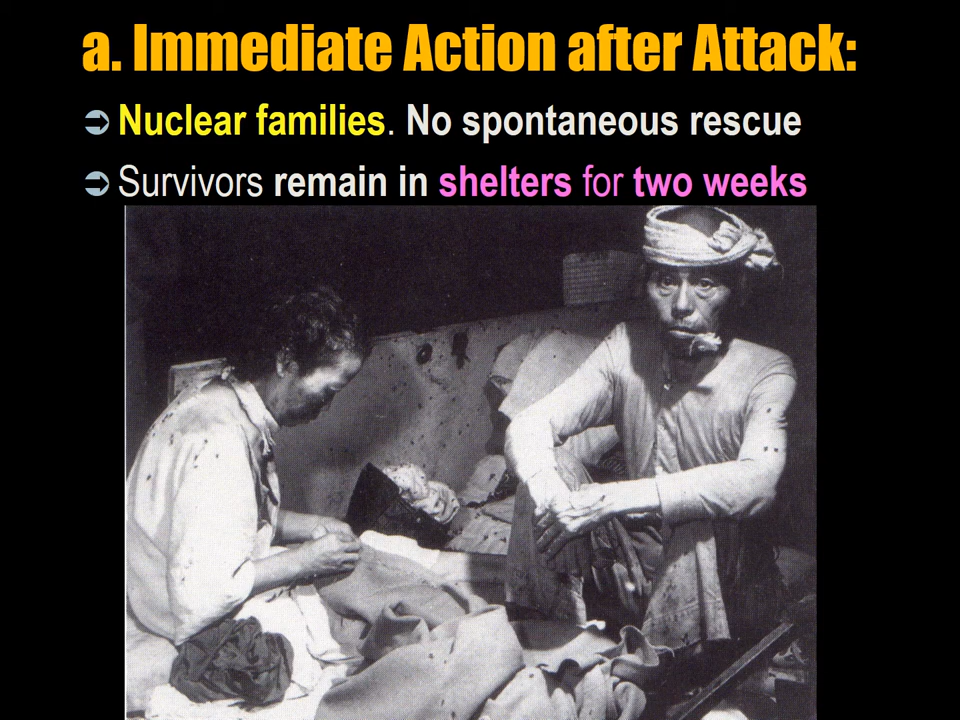 a. Immediate Action after Attack:
Nuclear families. No spontaneous rescue
Survivors remain in shelters for two weeks